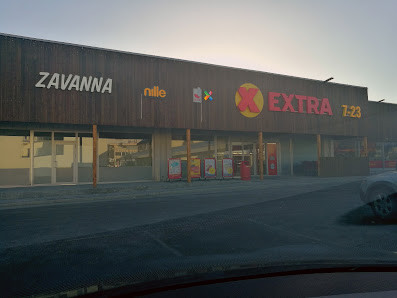 ZAVANNA
nille
X EXTRA 7-23